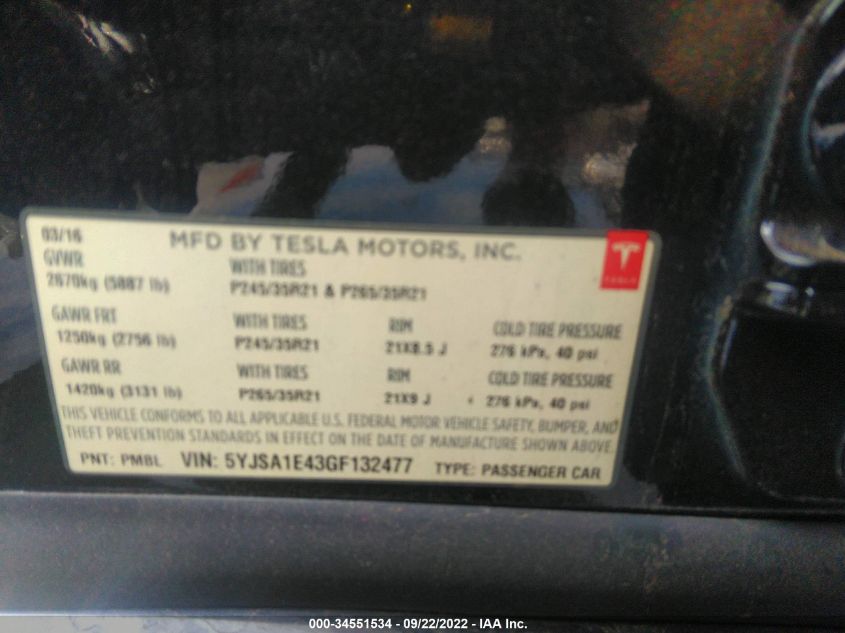 03/16 MFD BY TESLA MOTORS, INC.
GVWR WITH TIRES
2670kg (5887 lb) P245/35R21 & P265/35R21
GAWR FRT WITH TIRES RIM COLD TIRE PRESSURE
1250kg (2756 lb) P245/35R21 21X8.5 J 276 kPa, 40 psi
GAWR RR WITH TIRES RIM COLD TIRE PRESSURE
1420kg (3131 lb) P265/35R21 21X9 J 276 kPa, 40 psi
THIS VEHICLE CONFORMS TO ALL APPLICABLE U.S. FEDERAL MOTOR VEHICLE SAFETY, BUMPER, AND
THEFT PREVENTION STANDARDS IN EFFECT ON THE DATE OF MANUFACTURE SHOWN ABOVE.
PNT: PMBL VIN: 5YJSA1E43GF132477 TYPE: PASSENGER CAR
TESLA
000-34551534 - 09/22/2022 - IAA Inc.